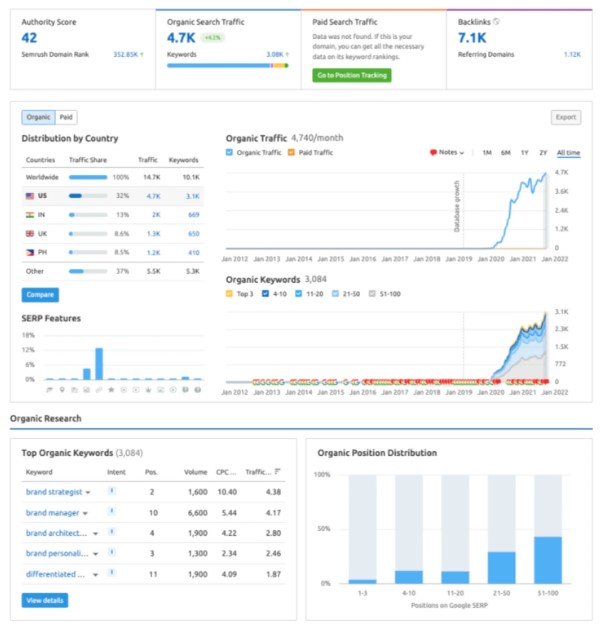 Authority Score
42
Semrush Domain Rank 352.85K ↑
Organic Search Traffic
4.7K +4.2%
Keywords 3.08K ↑
Paid Search Traffic
Data was not found. If this is your
domain, you can get all the necessary
data on its keyword rankings.
Go to Position Tracking
Backlinks
7.1K
Referring Domains 1.12K
Organic Paid
Export
Distribution by Country
Countries Traffic Share Traffic Keywords
Worldwide 100% 14.7K 10.1K
US 32% 4.7K 3.1K
IN 13% 2K 669
UK 8.6% 1.3K 650
PH 8.5% 1.2K 410
Other 37% 5.5K 5.3K
Compare
SERP Features
18%
12%
6%
0%
Organic Traffic 4,740/month
Organic Traffic Paid Traffic
Notes 1M 6M 1Y 2Y All time
Database growth
4.7K
3.6K
2.4K
1.2K
0
Jan 2012 Jan 2013 Jan 2014 Jan 2015 Jan 2016 Jan 2017 Jan 2018 Jan 2019 Jan 2020 Jan 2021 Jan 2022
Organic Keywords 3,084
Top 3 4-10 11-20 21-50 51-100
3.1K
2.3K
1.5K
772
0
Jan 2012 Jan 2013 Jan 2014 Jan 2015 Jan 2016 Jan 2017 Jan 2018 Jan 2019 Jan 2020 Jan 2021 Jan 2022
Organic Research
Top Organic Keywords (3,084)
Keyword Intent Pos. Volume CPC ... Traffic...
brand strategist I 2 1,600 10.40 4.38
brand manager I 10 6,600 5.44 4.17
brand architect... I 4 1,900 4.22 2.80
brand personali... I 3 1,300 2.34 2.46
differentiated ... I 11 1,900 4.09 1.87
View details
Organic Position Distribution
100%
50%
0%
1-3 4-10 11-20 21-50 51-100
Positions on Google SERP